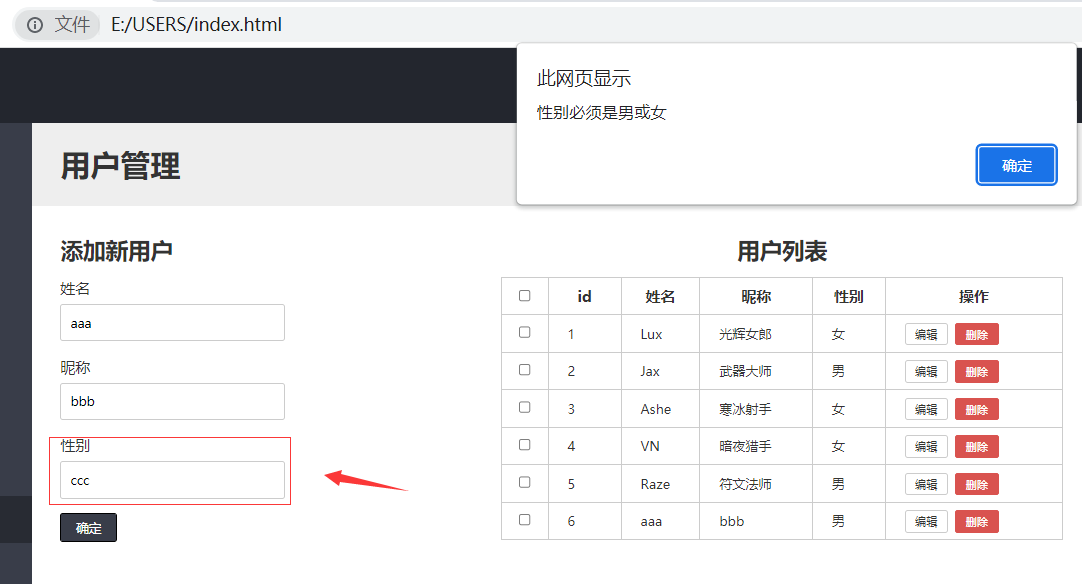 文件 E:/USERS/index.html
此网页显示
性别必须是男或女
确定
用户管理
添加新用户
姓名
aaa
昵称
bbb
性别
ccc
确定
用户列表
id 姓名 昵称 性别 操作
1 Lux 光辉女郎 女 编辑 删除
2 Jax 武器大师 男 编辑 删除
3 Ashe 寒冰射手 女 编辑 删除
4 VN 暗夜猎手 女 编辑 删除
5 Raze 符文法师 男 编辑 删除
6 aaa bbb 男 编辑 删除